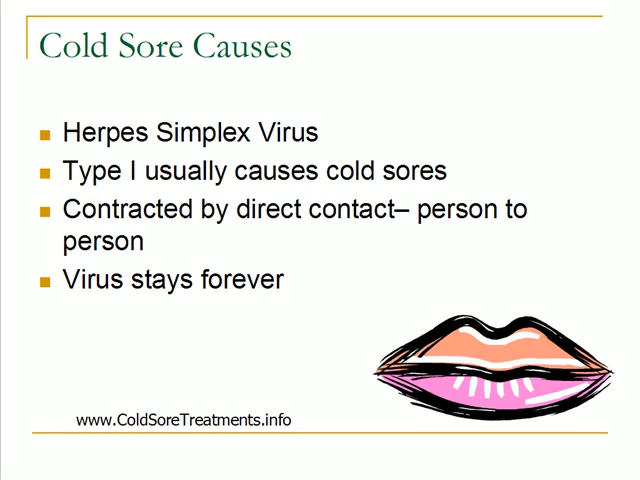 Cold Sore Causes
Herpes Simplex Virus
Type I usually causes cold sores
Contracted by direct contact– person to
person
Virus stays forever
www.ColdSoreTreatments.info